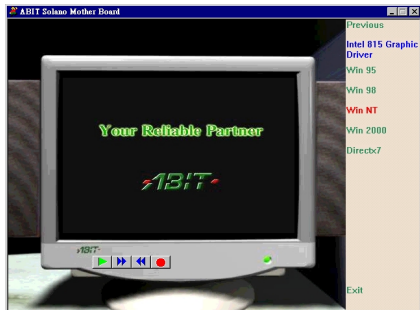 ABIT Solano Mother Board
Previous
Intel 815 Graphic
Driver
Win 95
Win 98
Win NT
Win 2000
Directx7
Exit
Your Reliable Partner
ABIT
ABIT